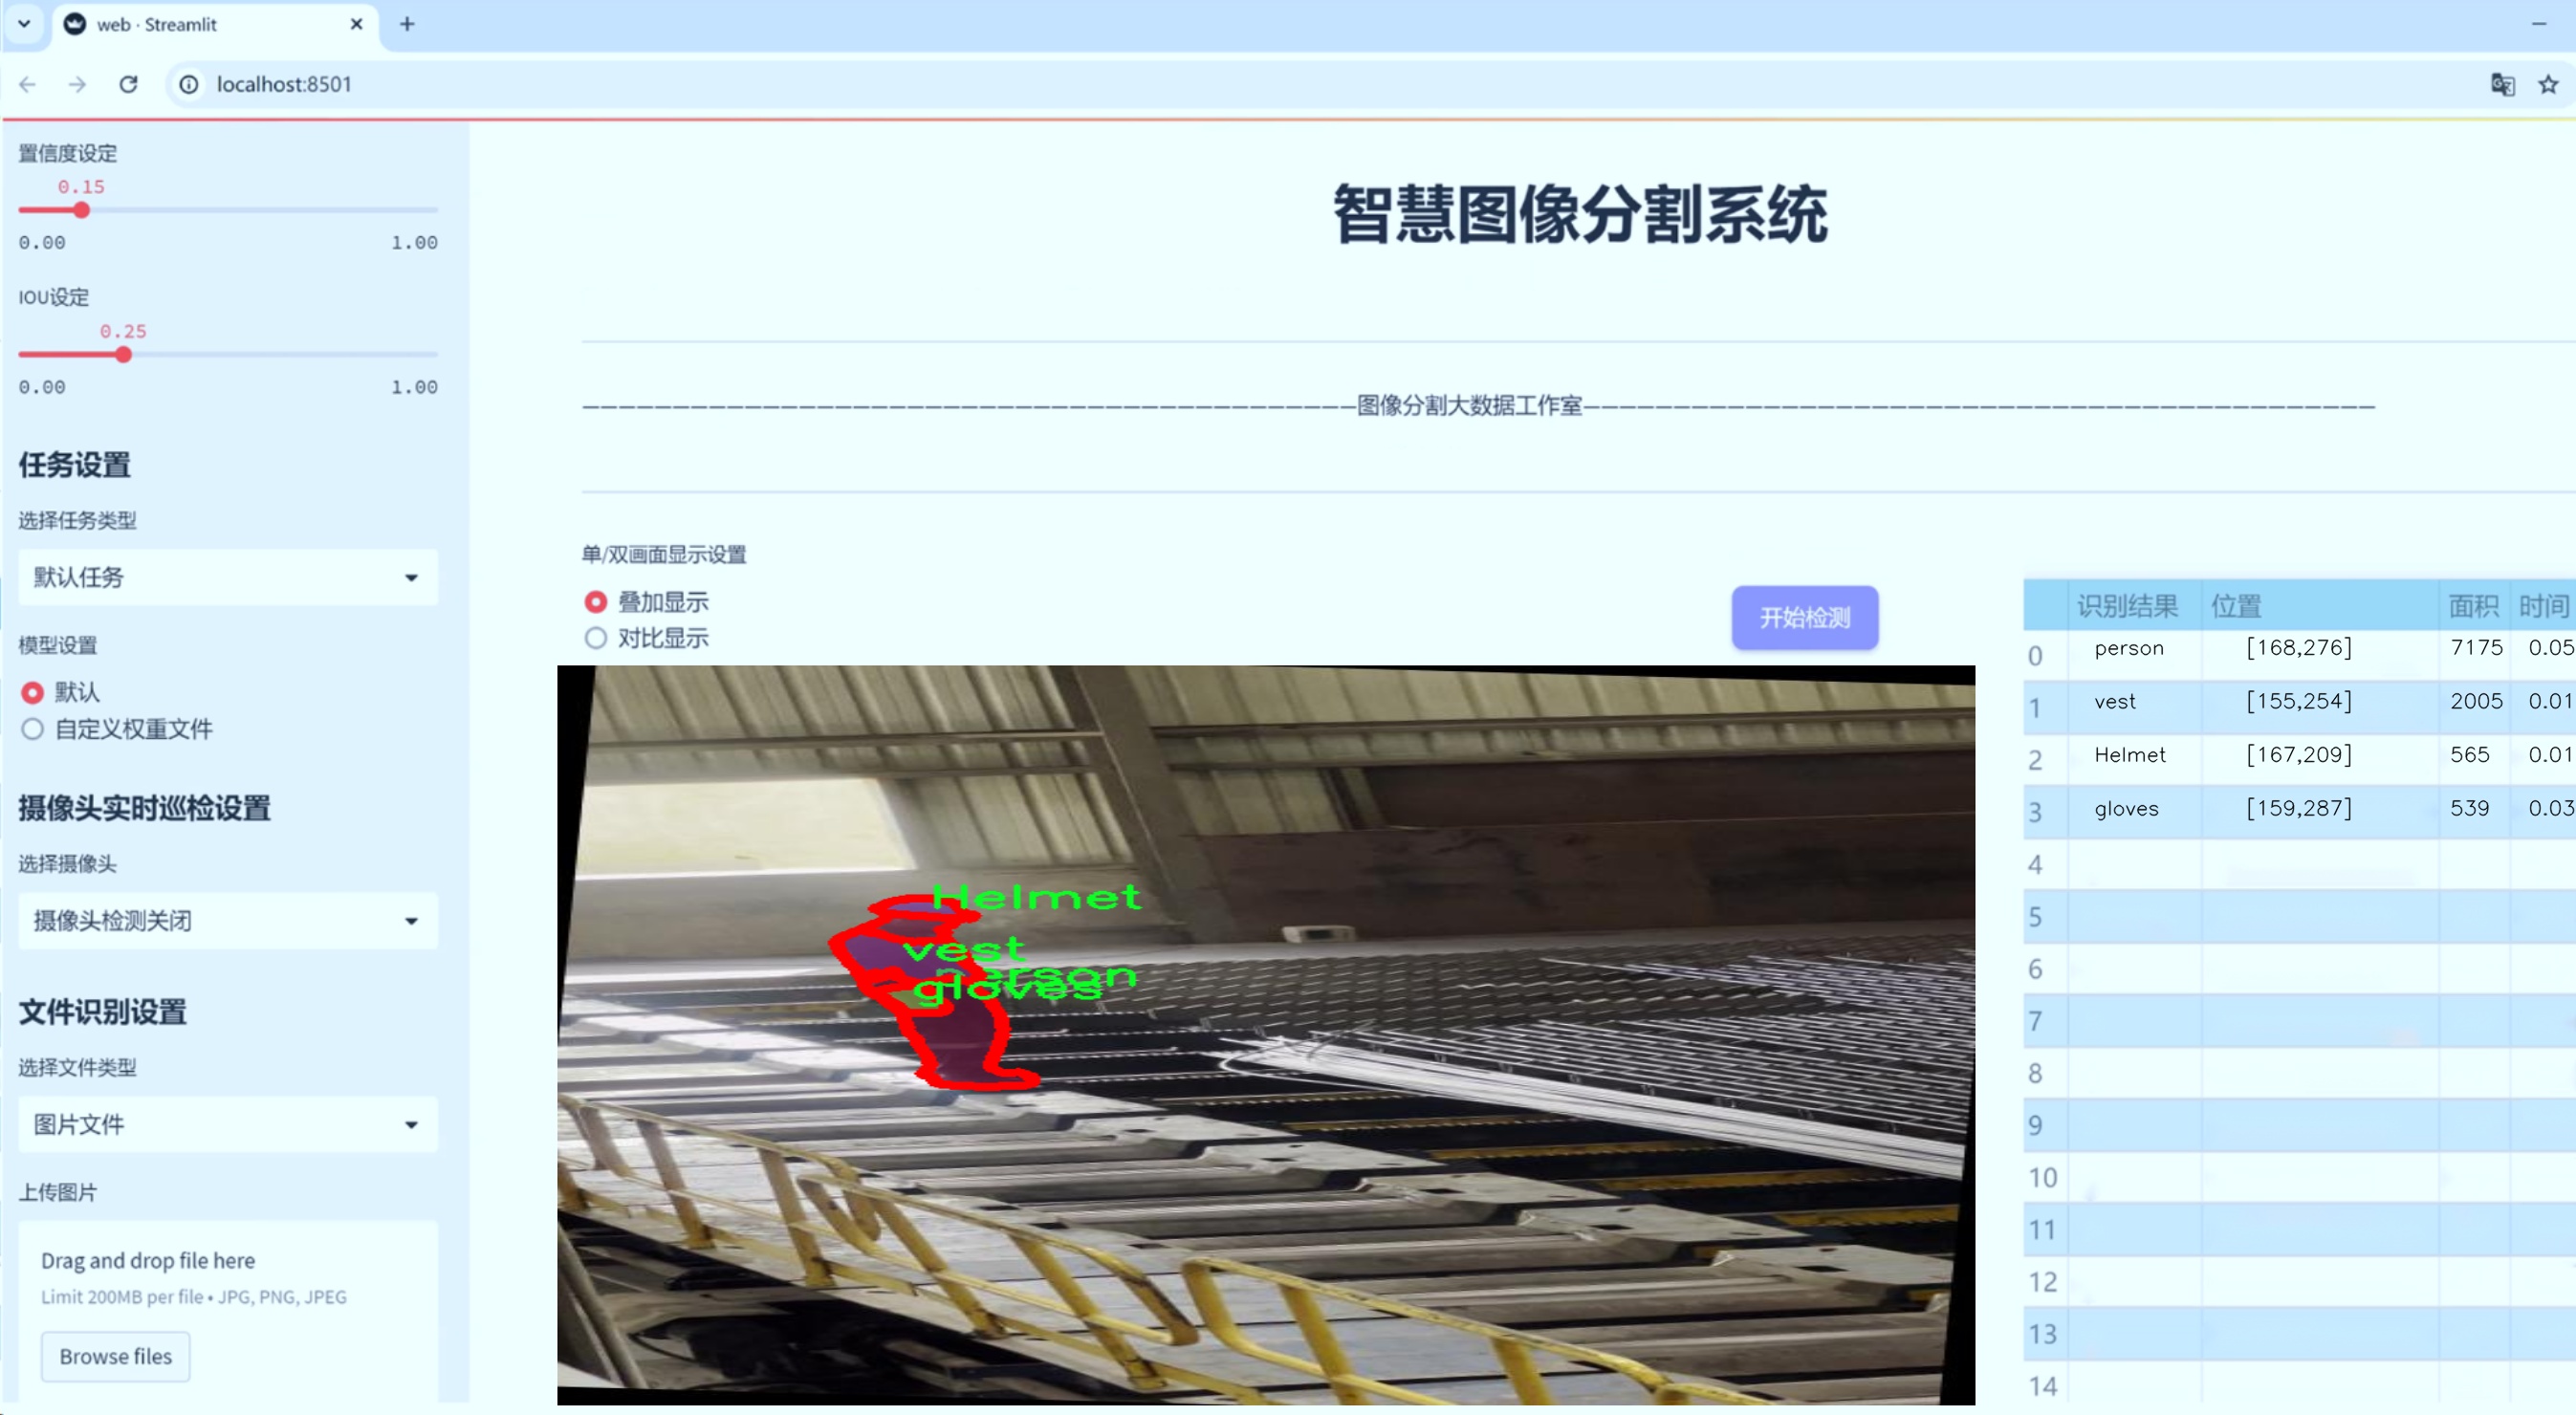 web · Streamlit
localhost:8501
置信度设定
0.15
0.00 1.00
IOU设定
0.25
0.00 1.00
任务设置
选择任务类型
默认任务
模型设置
默认
自定义权重文件
摄像头实时巡检设置
选择摄像头
摄像头检测关闭
文件识别设置
选择文件类型
图片文件
上传图片
Drag and drop file here
Limit 200MB per file • JPG, PNG, JPEG
Browse files
智慧图像分割系统
图像分割大数据工作室
单/双画面显示设置
叠加显示
对比显示
开始检测
Helmet
vest
person
gloves
识别结果 位置 面积 时间
0 person [168,276] 7175 0.05
1 vest [155,254] 2005 0.01
2 Helmet [167,209] 565 0.01
3 gloves [159,287] 539 0.03
4
5
6
7
8
9
10
11
12
13
14